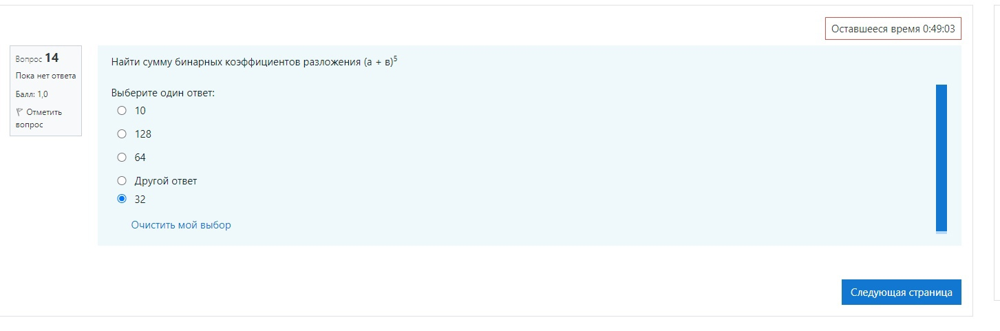 Оставшееся время 0:49:03
Вопрос 14
Пока нет ответа
Балл: 1,0
Отметить
вопрос
Найти сумму бинарных коэффициентов разложения (а + в)⁵
Выберите один ответ:
10
128
64
Другой ответ
32
Очистить мой выбор
Следующая страница